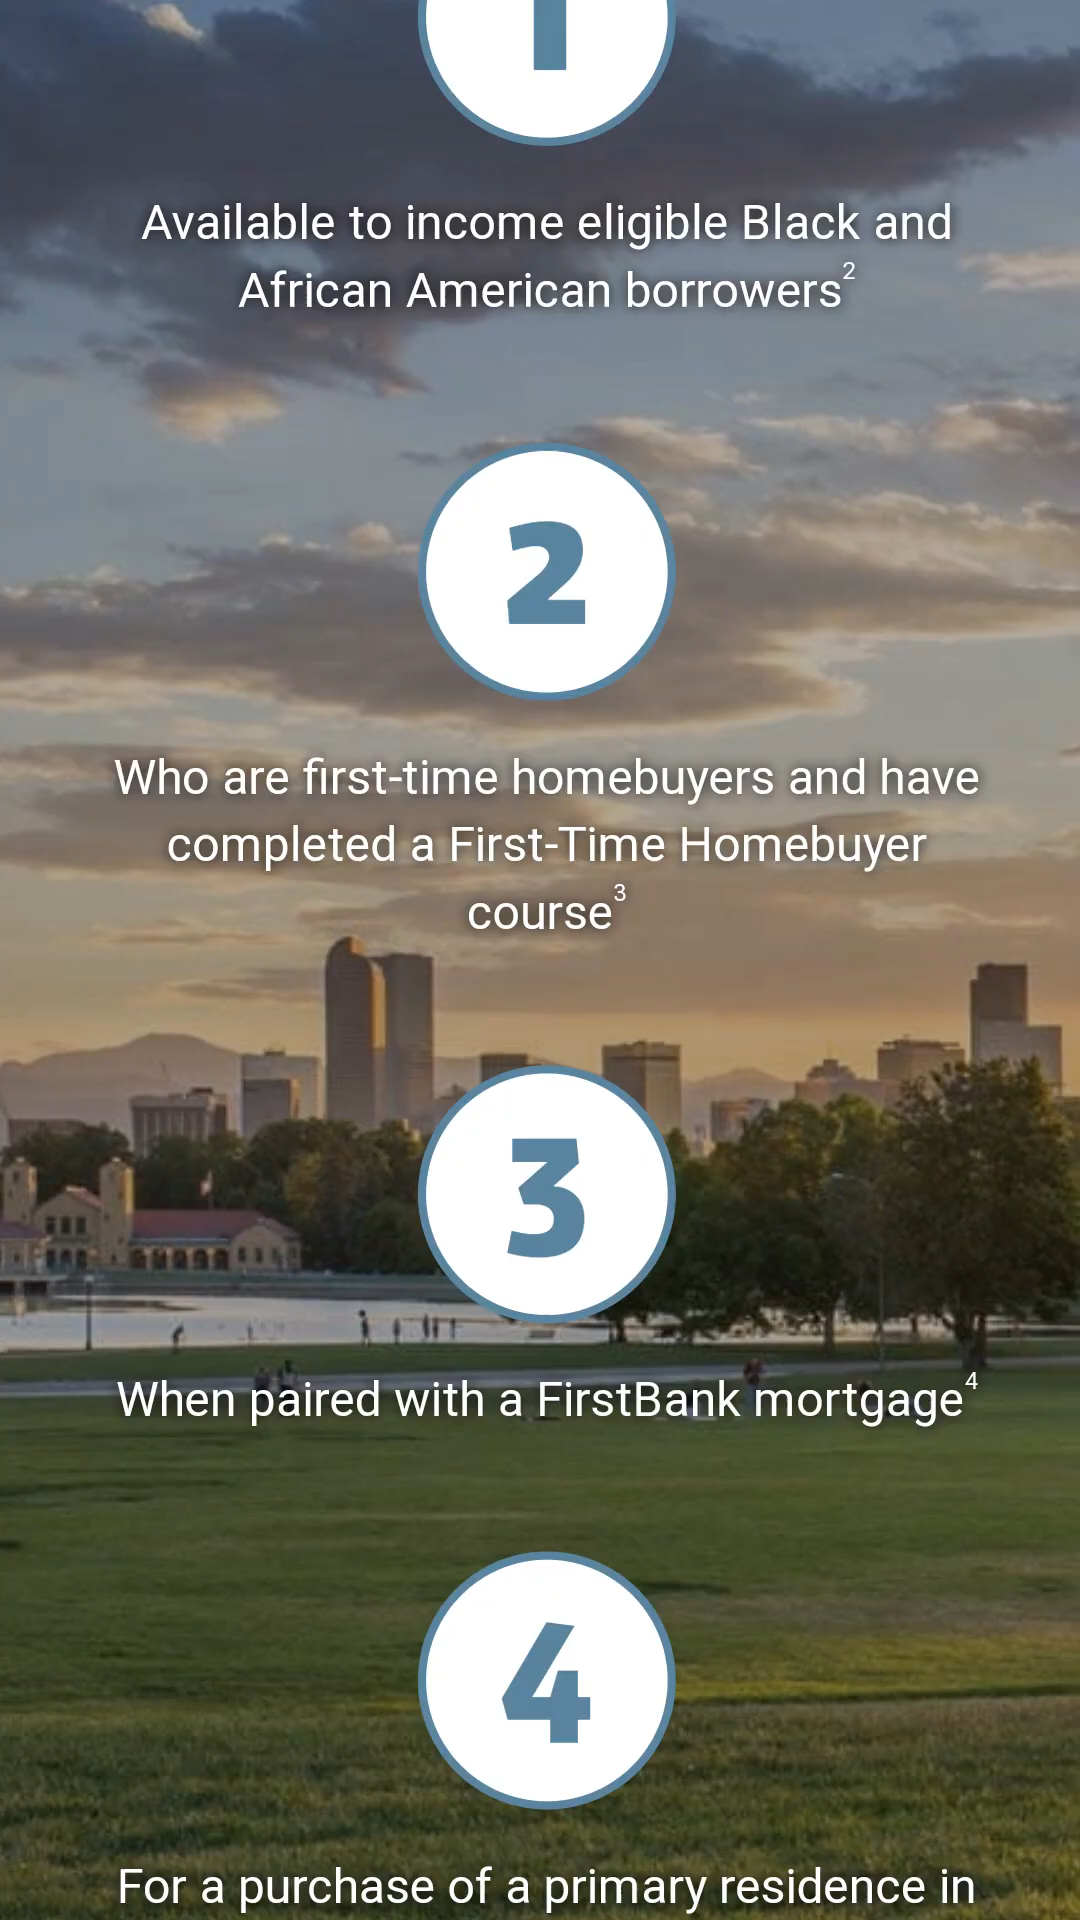 1
Available to income eligible Black and
African American borrowers2
2
Who are first-time homebuyers and have
completed a First-Time Homebuyer
course3
3
When paired with a FirstBank mortgage4
4
For a purchase of a primary residence in